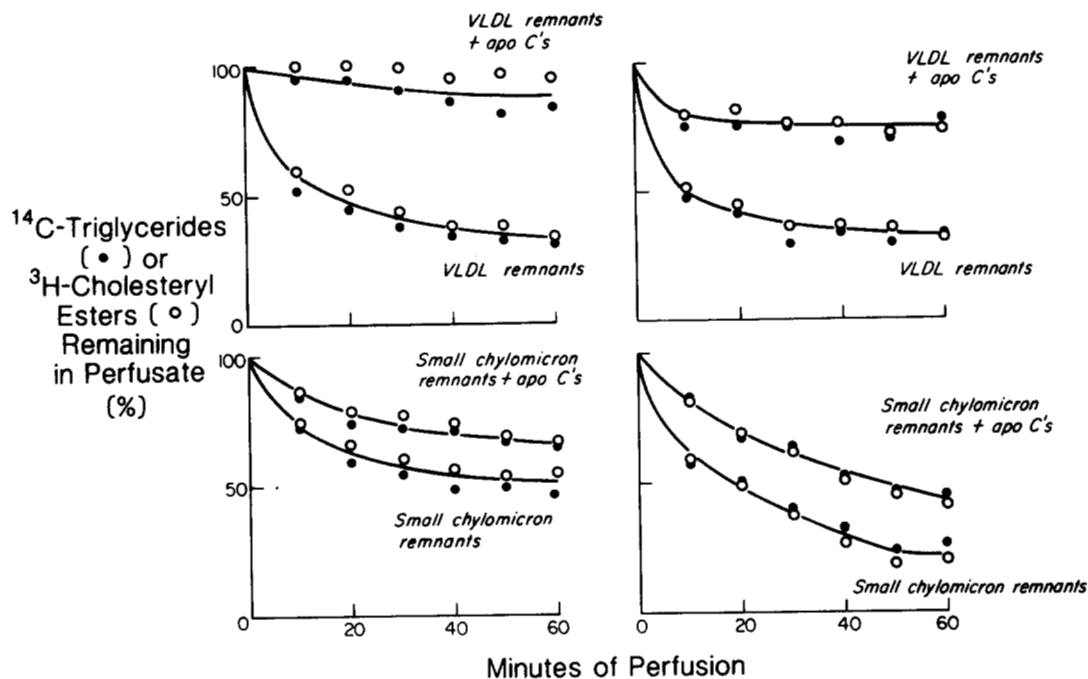 VLDL remnants
+ apo C's
VLDL remnants
+ apo C's
100
50
0
VLDL remnants
VLDL remnants
14C-Triglycerides
( ● ) or
3H-Cholesteryl
Esters ( o )
Remaining
in Perfusate
(%)
100
50
Small chylomicron
remnants + apo C's
Small chylomicron
remnants + apo C's
Small chylomicron
remnants
Small chylomicron remnants
0 20 40 60
0 20 40 60
Minutes of Perfusion